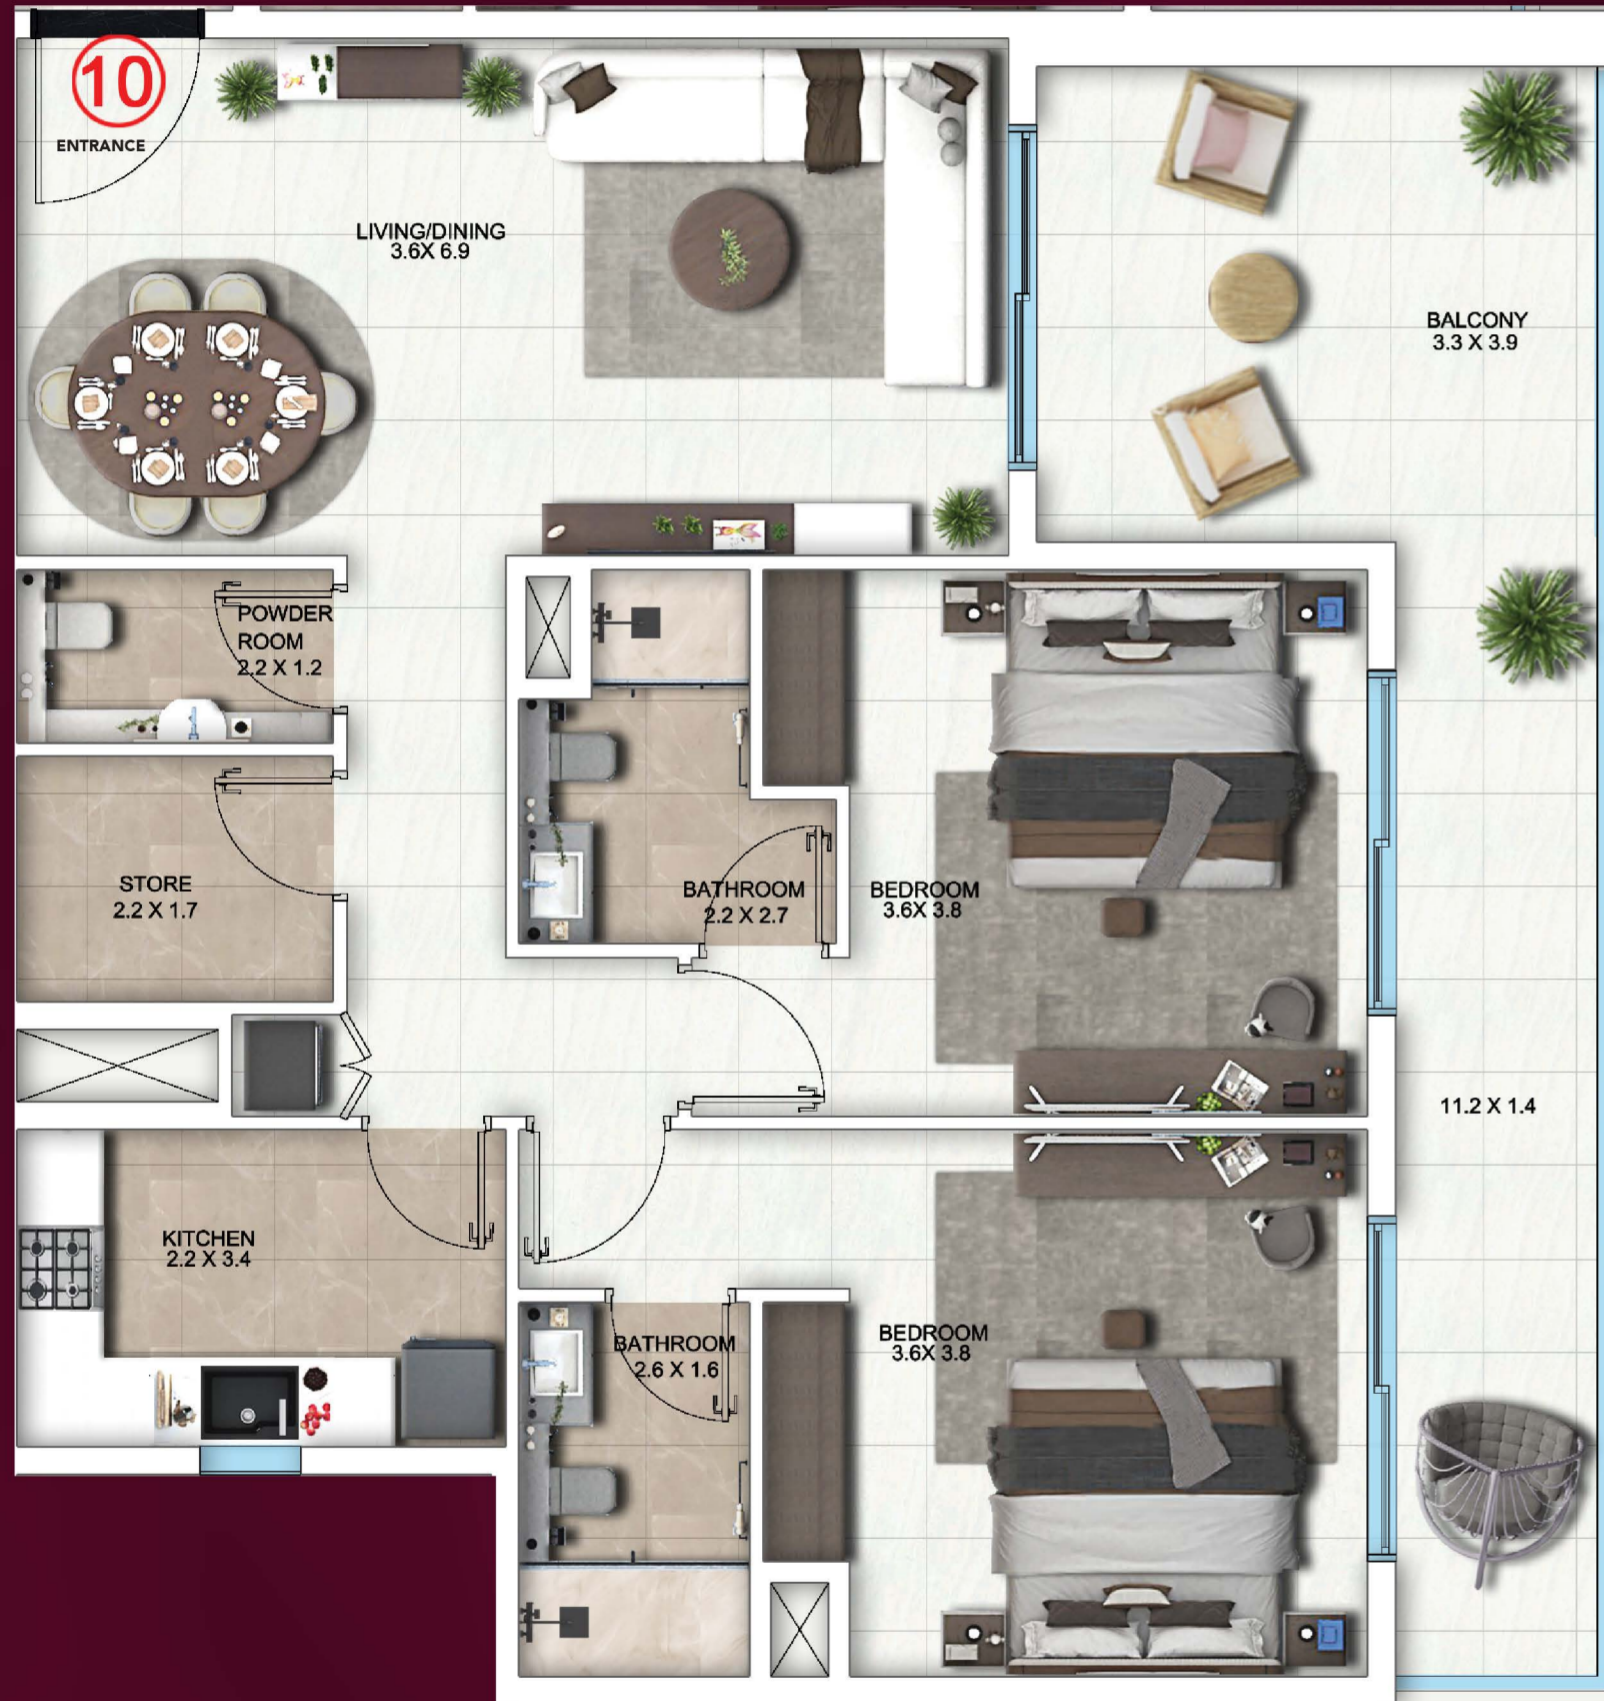 10
ENTRANCE
LIVING/DINING
3.6X 6.9
BALCONY
3.3 X 3.9
POWDER
ROOM
2.2 X 1.2
STORE
2.2 X 1.7
BATHROOM
2.2 X 2.7
BEDROOM
3.6X 3.8
11.2 X 1.4
KITCHEN
2.2 X 3.4
BATHROOM
2.6 X 1.6
BEDROOM
3.6X 3.8